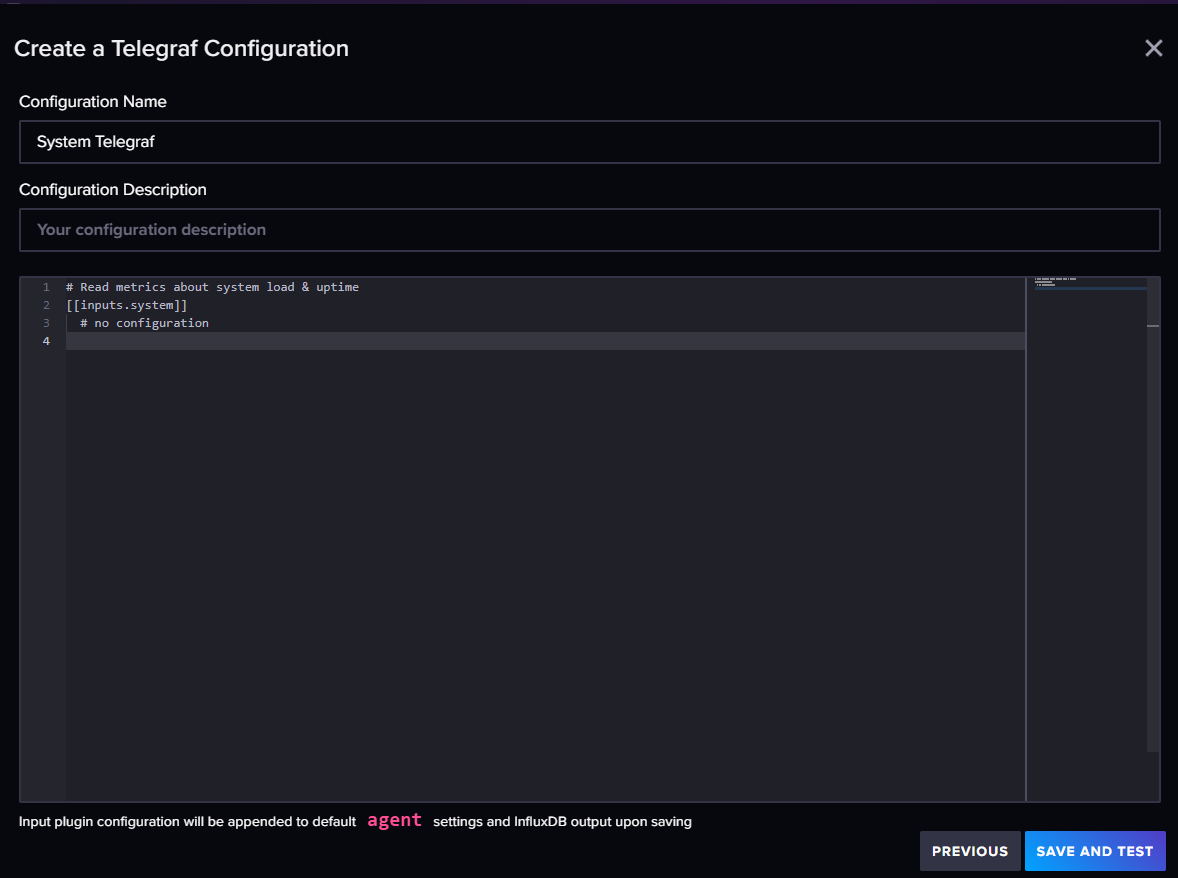 Create a Telegraf Configuration
Configuration Name
System Telegraf
Configuration Description
Your configuration description
1 # Read metrics about system load & uptime
2 [[inputs.system]]
3 # no configuration
4
Input plugin configuration will be appended to default agent settings and InfluxDB output upon saving
PREVIOUS SAVE AND TEST